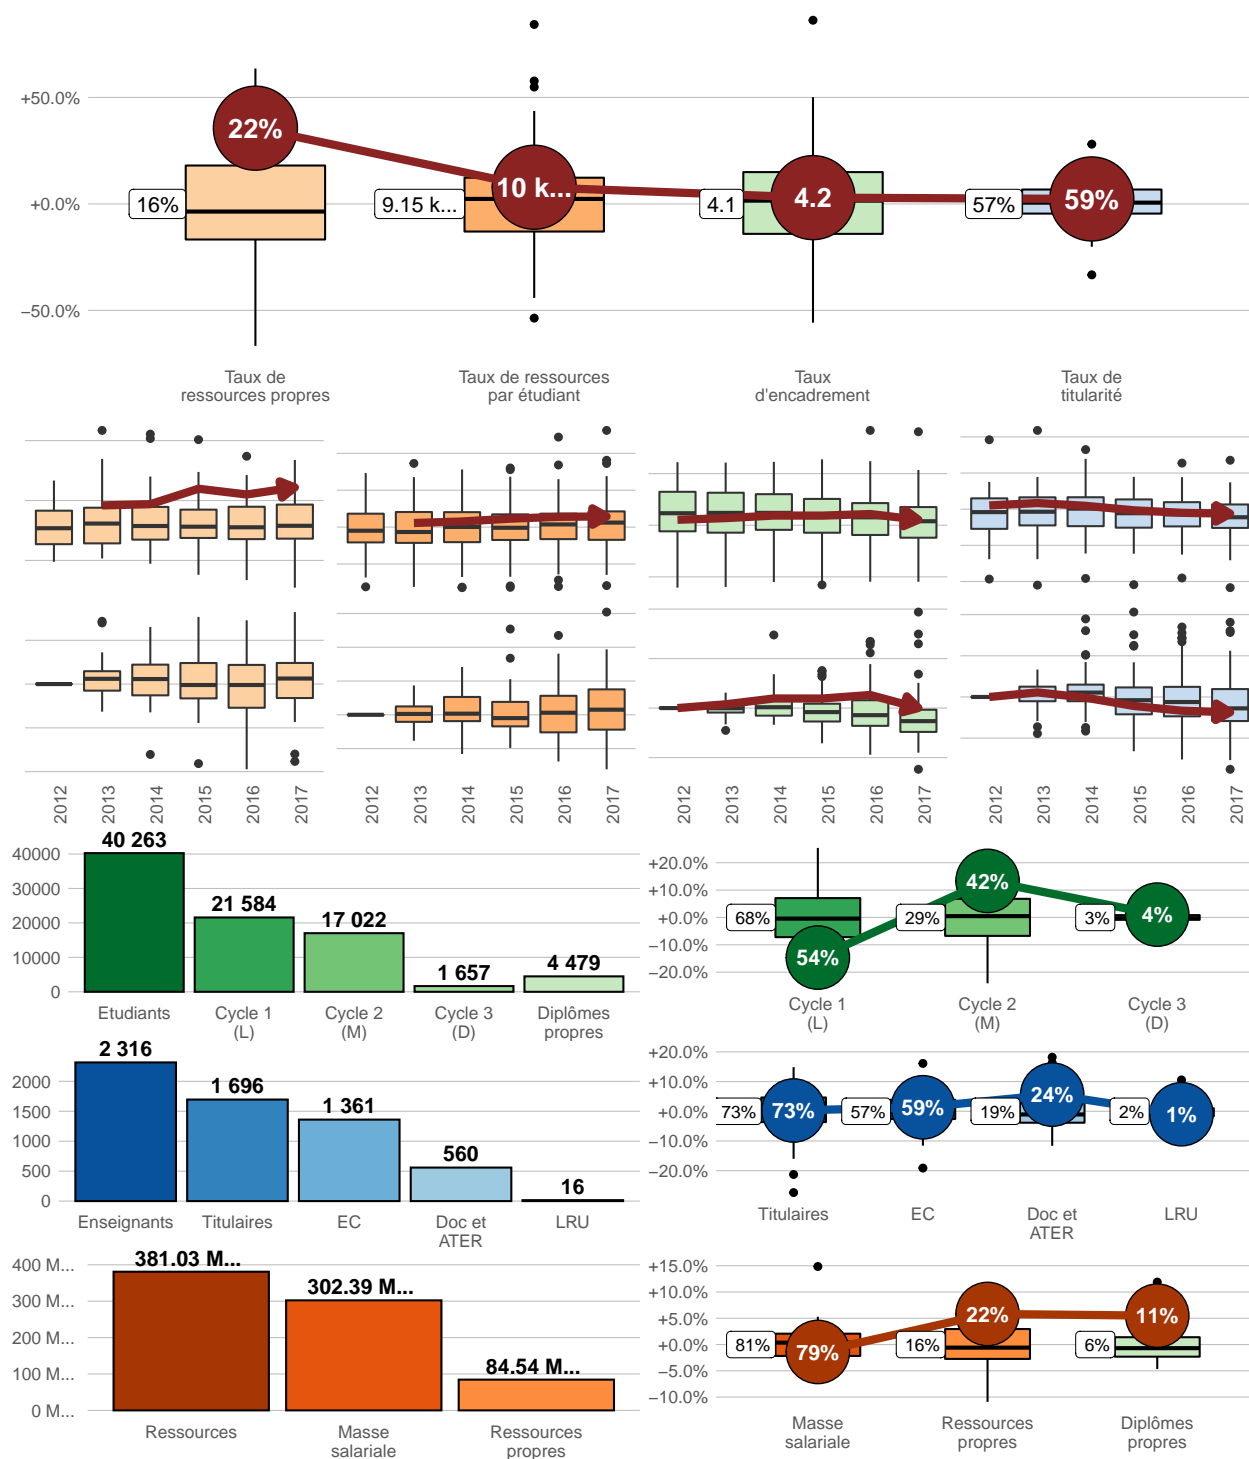 +50.0%
+0.0%
−50.0%
22%
10 k...
4.2
59%
16%
9.15 k...
4.1
57%
Taux de
ressources propres
Taux de ressources
par étudiant
Taux
d'encadrement
Taux de
titularité
2012
2013
2014
2015
2016
2017
2012
2013
2014
2015
2016
2017
2012
2013
2014
2015
2016
2017
2012
2013
2014
2015
2016
2017
40000
30000
20000
10000
0
40 263
21 584
17 022
1 657
4 479
Etudiants
Cycle 1
(L)
Cycle 2
(M)
Cycle 3
(D)
Diplômes
propres
+20.0%
+10.0%
+0.0%
−10.0%
−20.0%
68%
54%
29%
42%
3%
4%
Cycle 1
(L)
Cycle 2
(M)
Cycle 3
(D)
2000
1500
1000
500
0
2 316
1 696
1 361
560
16
Enseignants
Titulaires
EC
Doc et
ATER
LRU
+20.0%
+10.0%
+0.0%
−10.0%
−20.0%
73%
73%
57%
59%
19%
24%
2%
1%
Titulaires
EC
Doc et
ATER
LRU
400 M...
300 M...
200 M...
100 M...
0 M...
381.03 M...
302.39 M...
84.54 M...
Ressources
Masse
salariale
Ressources
propres
+15.0%
+10.0%
+5.0%
+0.0%
−5.0%
−10.0%
81%
79%
16%
22%
6%
11%
Masse
salariale
Ressources
propres
Diplômes
propres